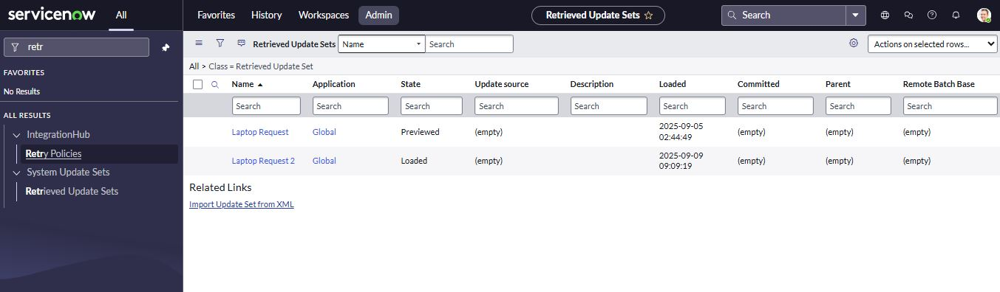 servicenow All Favorites History Workspaces Admin Retrieved Update Sets Search
retr
Retrieved Update Sets Name Search Actions on selected rows...
FAVORITES
No Results
ALL RESULTS
IntegrationHub
Retry Policies
System Update Sets
Retrieved Update Sets
All > Class = Retrieved Update Set
Name Application State Update source Description Loaded Committed Parent Remote Batch Base
Search Search Search Search Search Search Search Search Search
Laptop Request Global Previewed (empty) 2025-09-05 02:44:49 (empty) (empty) (empty)
Laptop Request 2 Global Loaded (empty) 2025-09-09 09:09:19 (empty) (empty) (empty)
Related Links
Import Update Set from XML